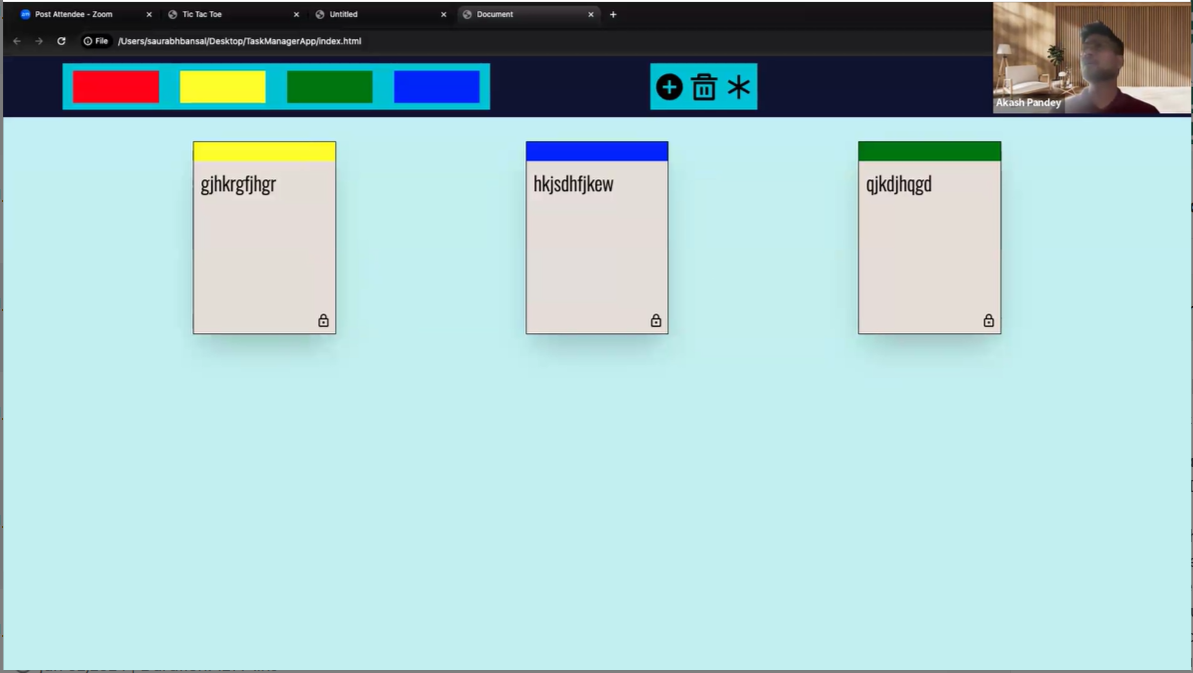 Post Attendee - Zoom
Tic Tac Toe
Untitled
Document
File
/Users/saurabhbansal/Desktop/TaskManagerApp/index.html
Akash Pandey
gjhkrgfjhgr
hkjsdhfjkew
qjkdjhqgd